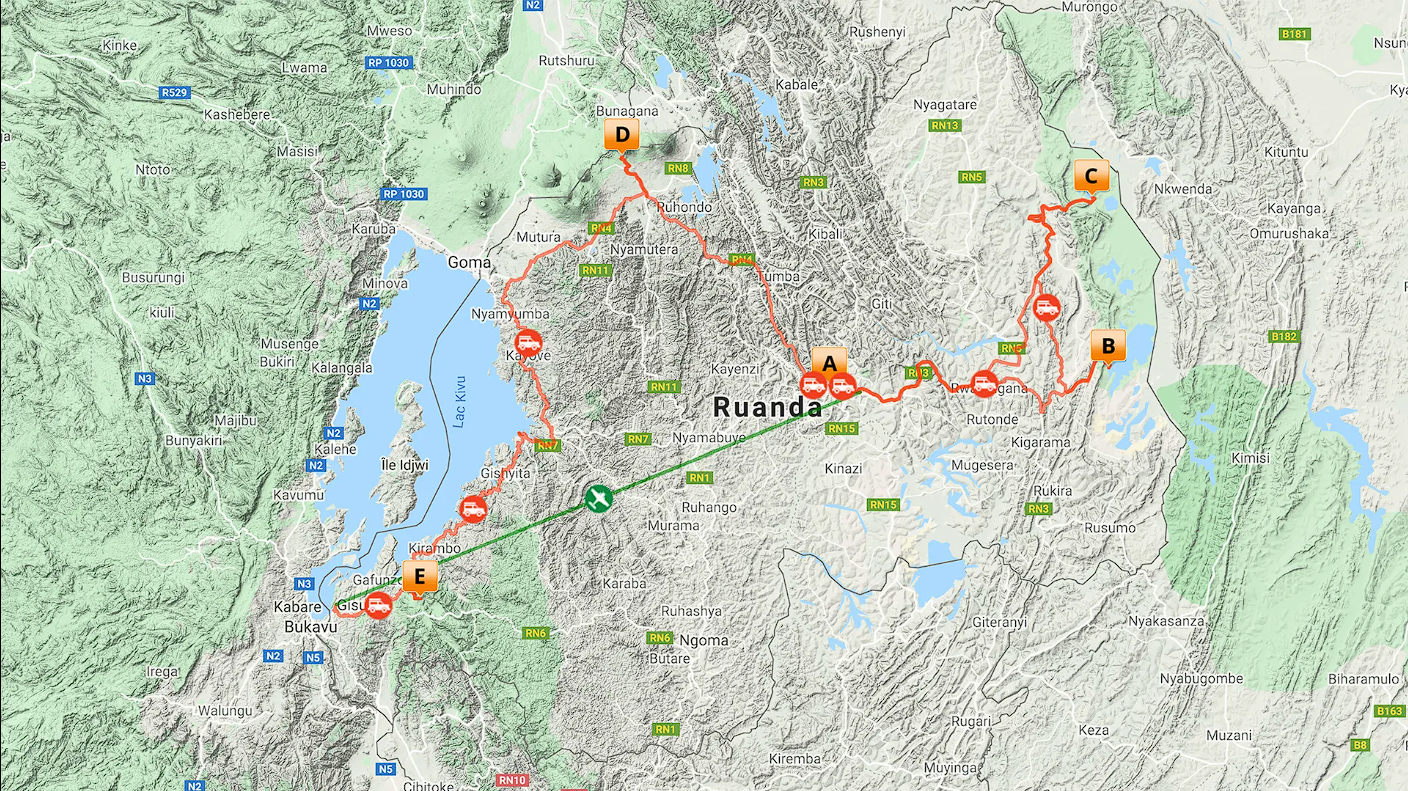 N2
Murongo
Mweso
Rushenyi
B181
Kinke
Nsun
RP 1030
Rutshuru
Lwama
Kabale
Muhindo
R529
Nyagatare
Kashebere
Bunagana
RN13
D
Masisi
Kituntu
Ntoto
RN8
RN3
RN5
C
Nkwenda
RP 1030
Ruhondo
Kayanga
Karuba
RN4
Mutura
Kibali
Omurushaka
Nyamutera
Goma
RN4
RN11
Tumba
Busurungi
Minova
N2
Giti
kiuli
Nyamyumba
B182
Musenge
Bukiri
RN5
B
Kayove
A
Kalangala
Kayenzi
RN3
N3
Lac Kivu
RN11
Rwamagana
Ruanda
Majibu
Rutonde
N2
RN15
Bunyakiri
Nyamabuye
Kalene
RN7
RN7
Kigarama
Kimisi
N2
Île Idjwi
Gishyita
Kinazi
Mugesera
RN1
Kavumu
Rukira
Ruhango
RN15
RN3
Murama
Rusumo
Kirambo
E
Gafunzo
N3
Karaba
Kabare
Gisu
Ruhashya
Bukavu
Giteranyi
Nyakasanza
RN6
RN6
Ngoma
N2
N5
Butare
Irega
Nyabugombe
Biharamulo
Walungu
B163
Rugari
RN1
Keza
Muzani
B8
Kiremba
N5
Muyinga
RN10
N2
Cibitoke